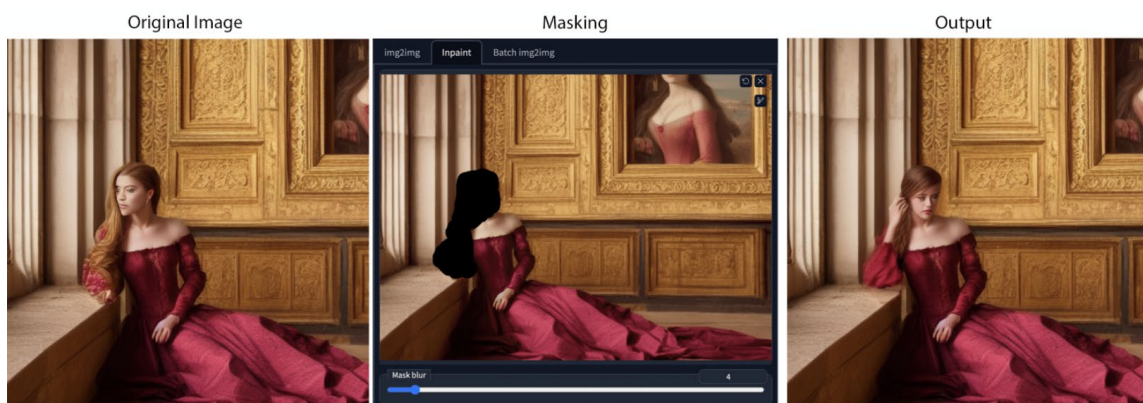 Original Image
Masking
Output
img2img Inpaint Batch img2img
Mask blur 4